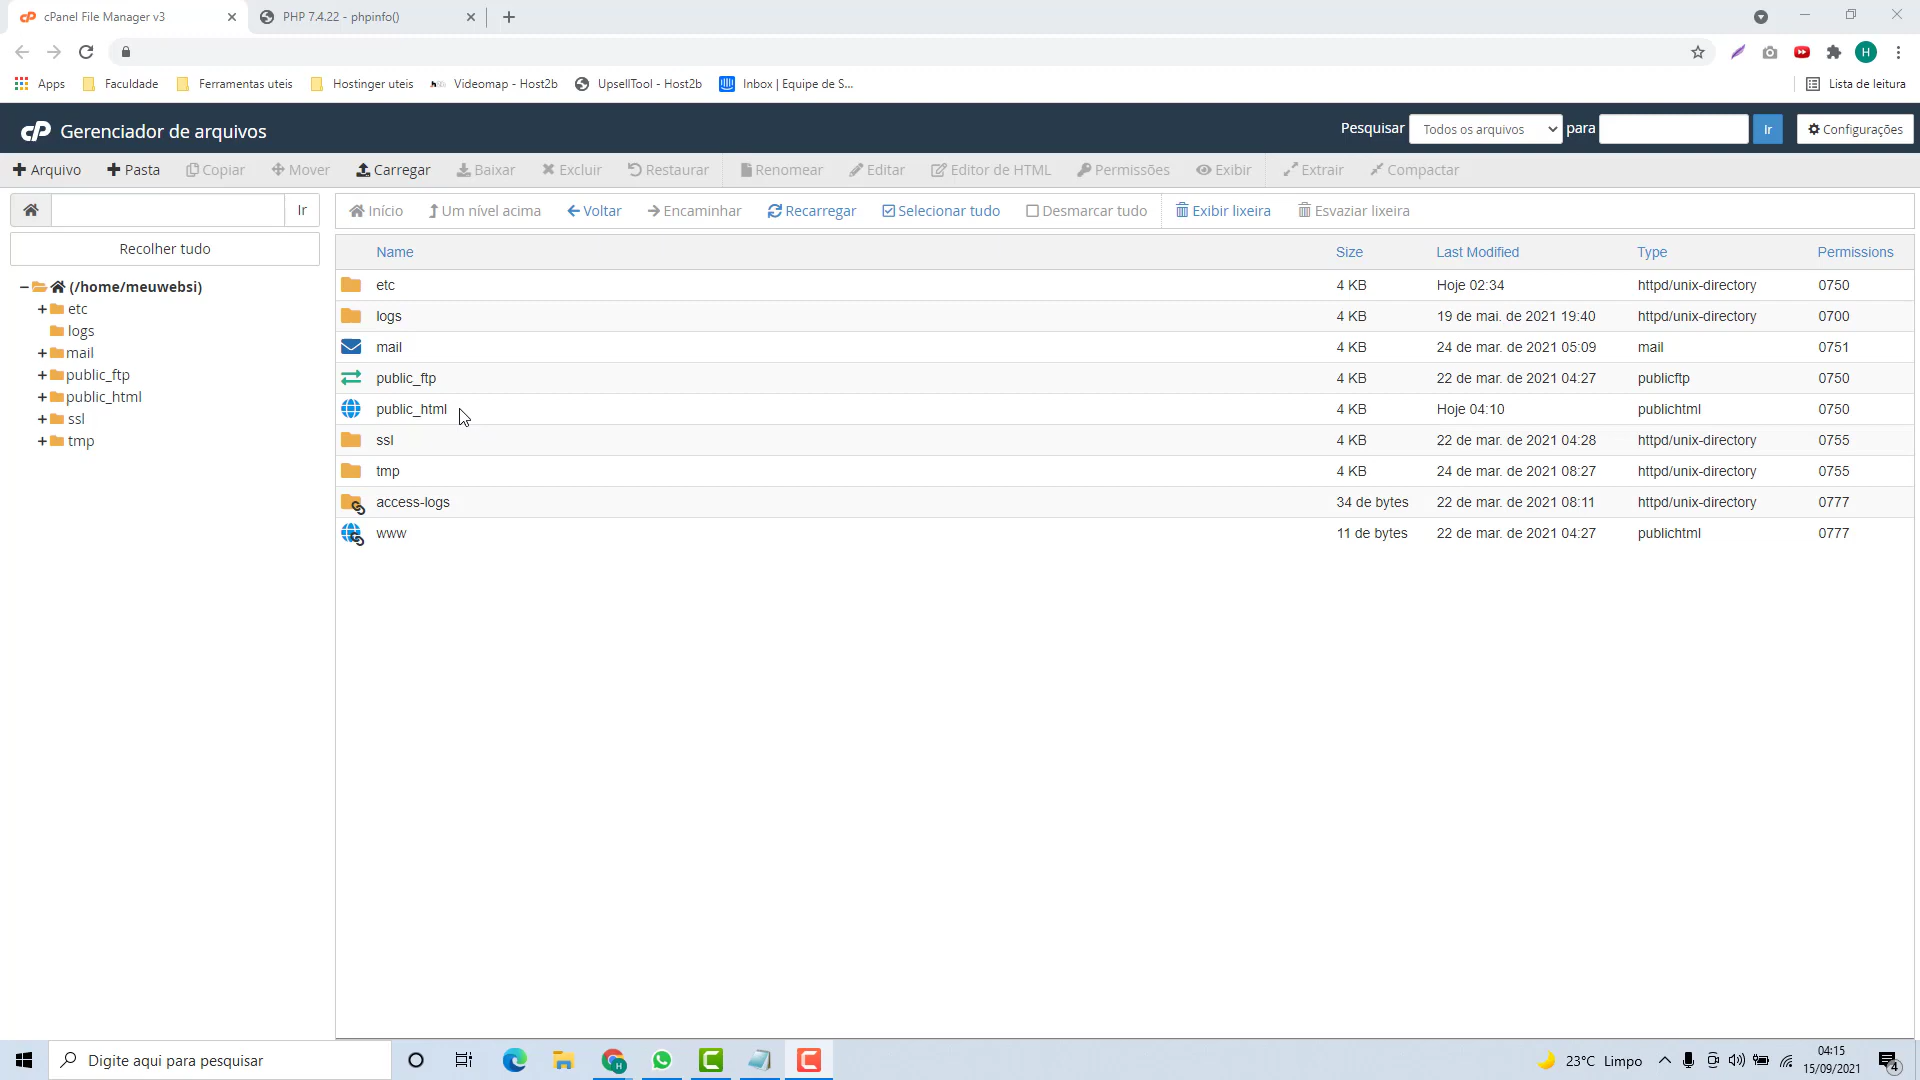 cPanel File Manager v3
PHP 7.4.22 - phpinfo()
H
Apps
Faculdade
Ferramentas uteis
Hostinger uteis
Videomap - Host2b
UpsellTool - Host2b
Inbox | Equipe de S...
Lista de leitura
cP Gerenciador de arquivos
Pesquisar Todos os arquivos para Ir Configurações
Arquivo Pasta Copiar Mover Carregar Baixar Excluir Restaurar Renomear Editar Editor de HTML Permissões Exibir Extrair Compactar
Ir
Início Um nível acima Voltar Encaminhar Recarregar Selecionar tudo Desmarcar tudo Exibir lixeira Esvaziar lixeira
Recolher tudo
(/home/meuwebsi)
etc
logs
mail
public_ftp
public_html
ssl
tmp
Name Size Last Modified Type Permissions
etc 4 KB Hoje 02:34 httpd/unix-directory 0750
logs 4 KB 19 de mai. de 2021 19:40 httpd/unix-directory 0700
mail 4 KB 24 de mar. de 2021 05:09 mail 0751
public_ftp 4 KB 22 de mar. de 2021 04:27 publicftp 0750
public_html 4 KB Hoje 04:10 publichtml 0750
ssl 4 KB 22 de mar. de 2021 04:28 httpd/unix-directory 0755
tmp 4 KB 24 de mar. de 2021 08:27 httpd/unix-directory 0755
access-logs 34 de bytes 22 de mar. de 2021 08:11 httpd/unix-directory 0777
www 11 de bytes 22 de mar. de 2021 04:27 publichtml 0777
Digite aqui para pesquisar
23°C Limpo
04:15
15/09/2021
4